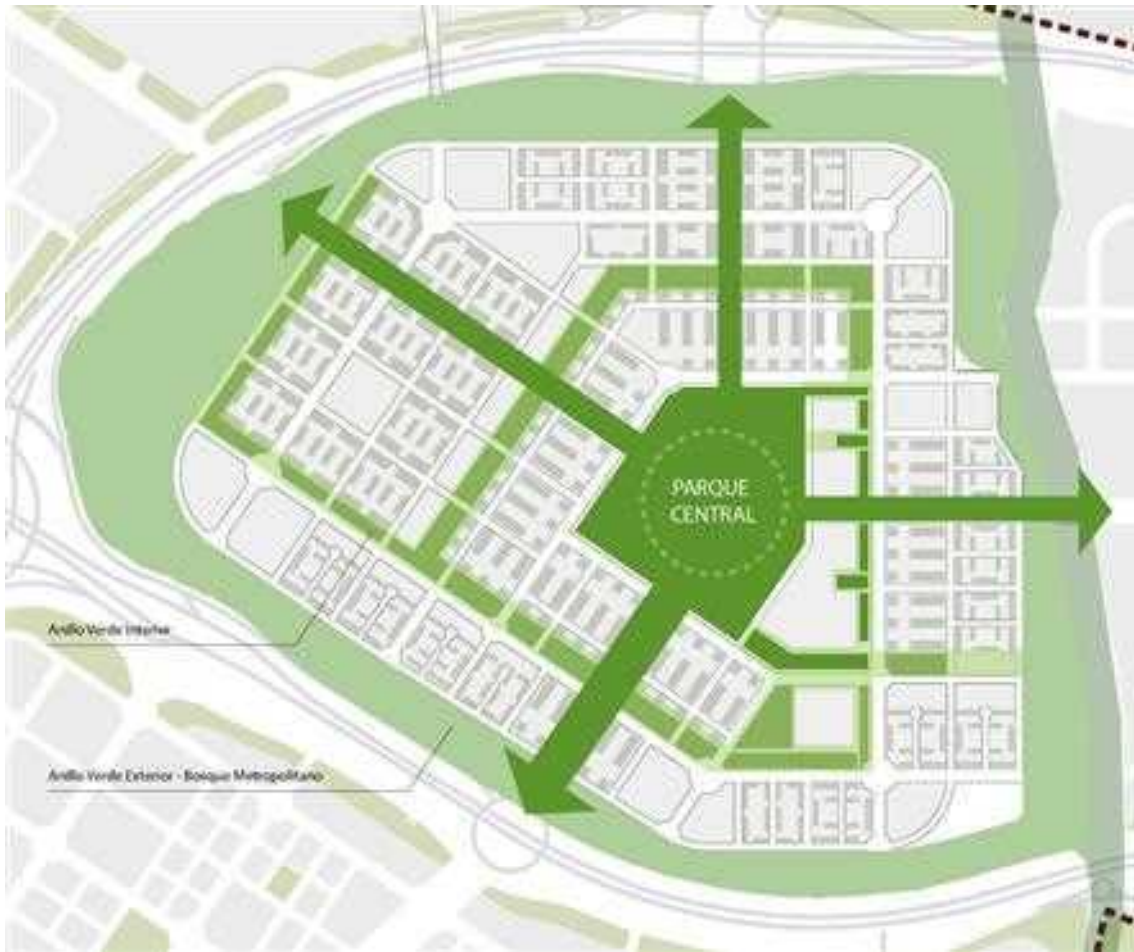 PARQUE
CENTRAL
Anillo Verde Interior
Anillo Verde Exterior - Bosque Metropolitano